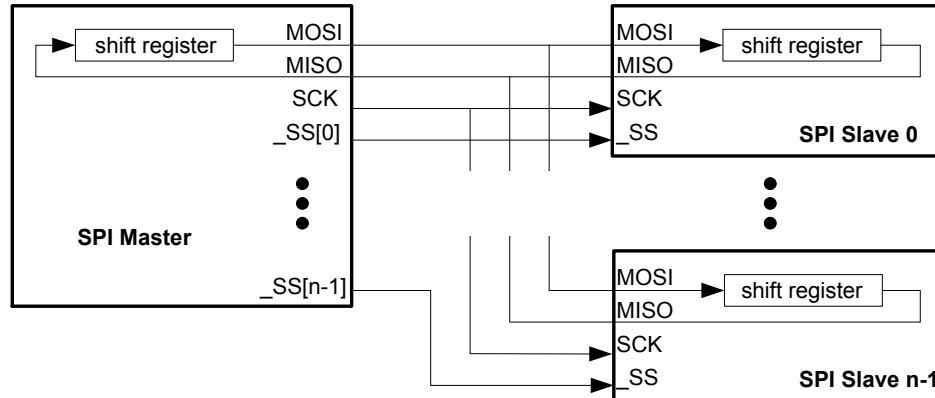 shift register
MOSI
MISO
SCK
_SS[0]
SPI Master
_SS[n-1]
MOSI
shift register
MISO
SCK
_SS
SPI Slave 0
MOSI
shift register
MISO
SCK
_SS
SPI Slave n-1